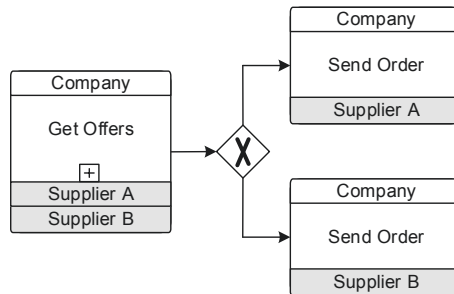 Company
Get Offers
Supplier A
Supplier B
Company
Send Order
Supplier A
Company
Send Order
Supplier B